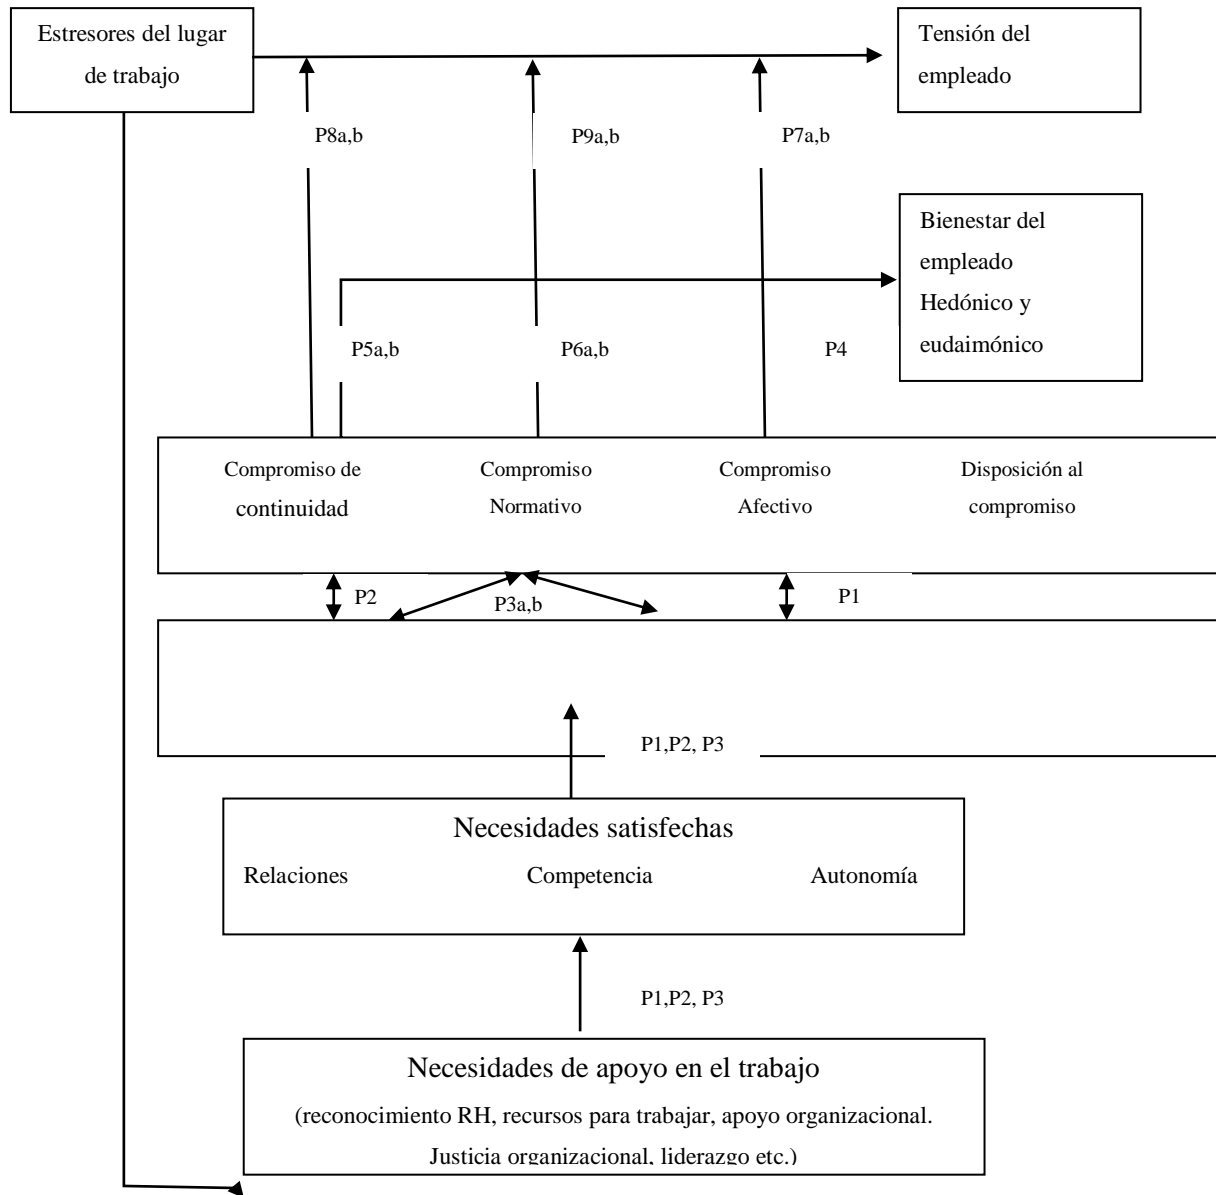 Estresores del lugar
de trabajo
Tensión del
empleado
P8a,b
P9a,b
P7a,b
Bienestar del
empleado
Hedónico y
eudaimónico
P5a,b
P6a,b
P4
Compromiso de
continuidad
Compromiso
Normativo
Compromiso
Afectivo
Disposición al
compromiso
P2
P3a,b
P1
P1,P2, P3
Necesidades satisfechas
Relaciones
Competencia
Autonomía
P1,P2, P3
Necesidades de apoyo en el trabajo
(reconocimiento RH, recursos para trabajar, apoyo organizacional.
Justicia organizacional, liderazgo etc.)